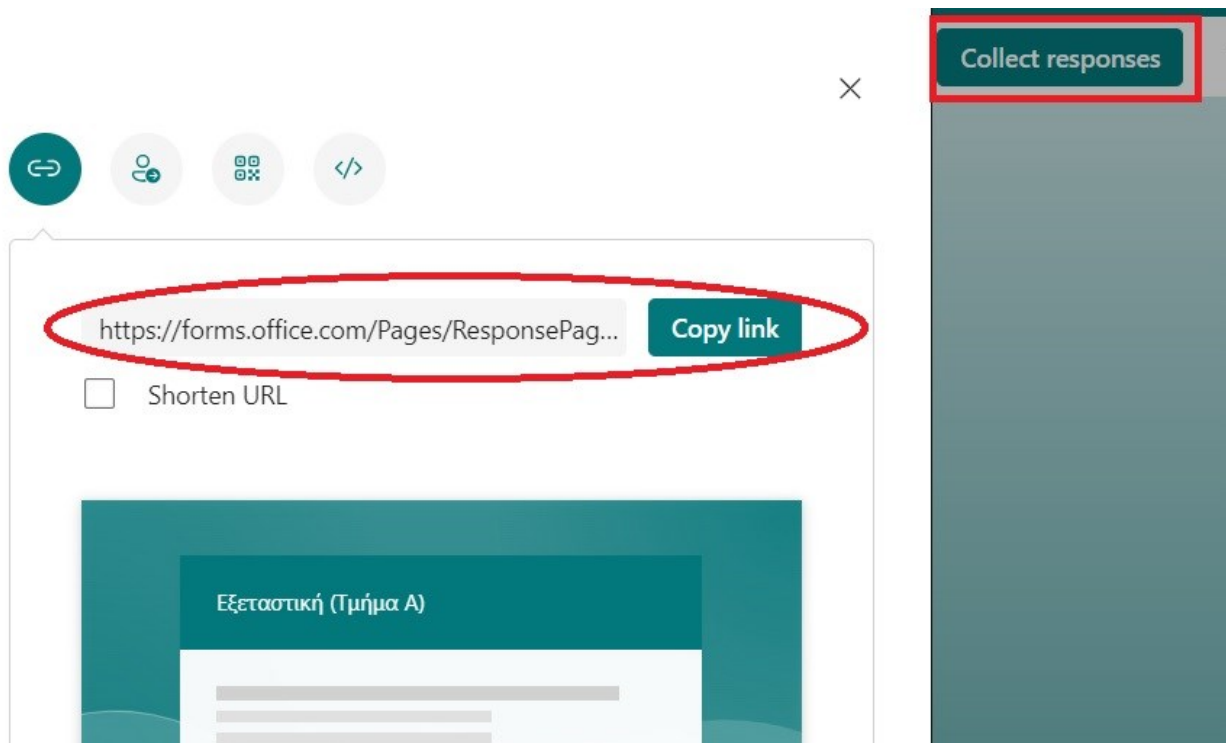 Collect responses
https://forms.office.com/Pages/ResponsePag...
Copy link
Shorten URL
Εξεταστική (Τμήμα Α)